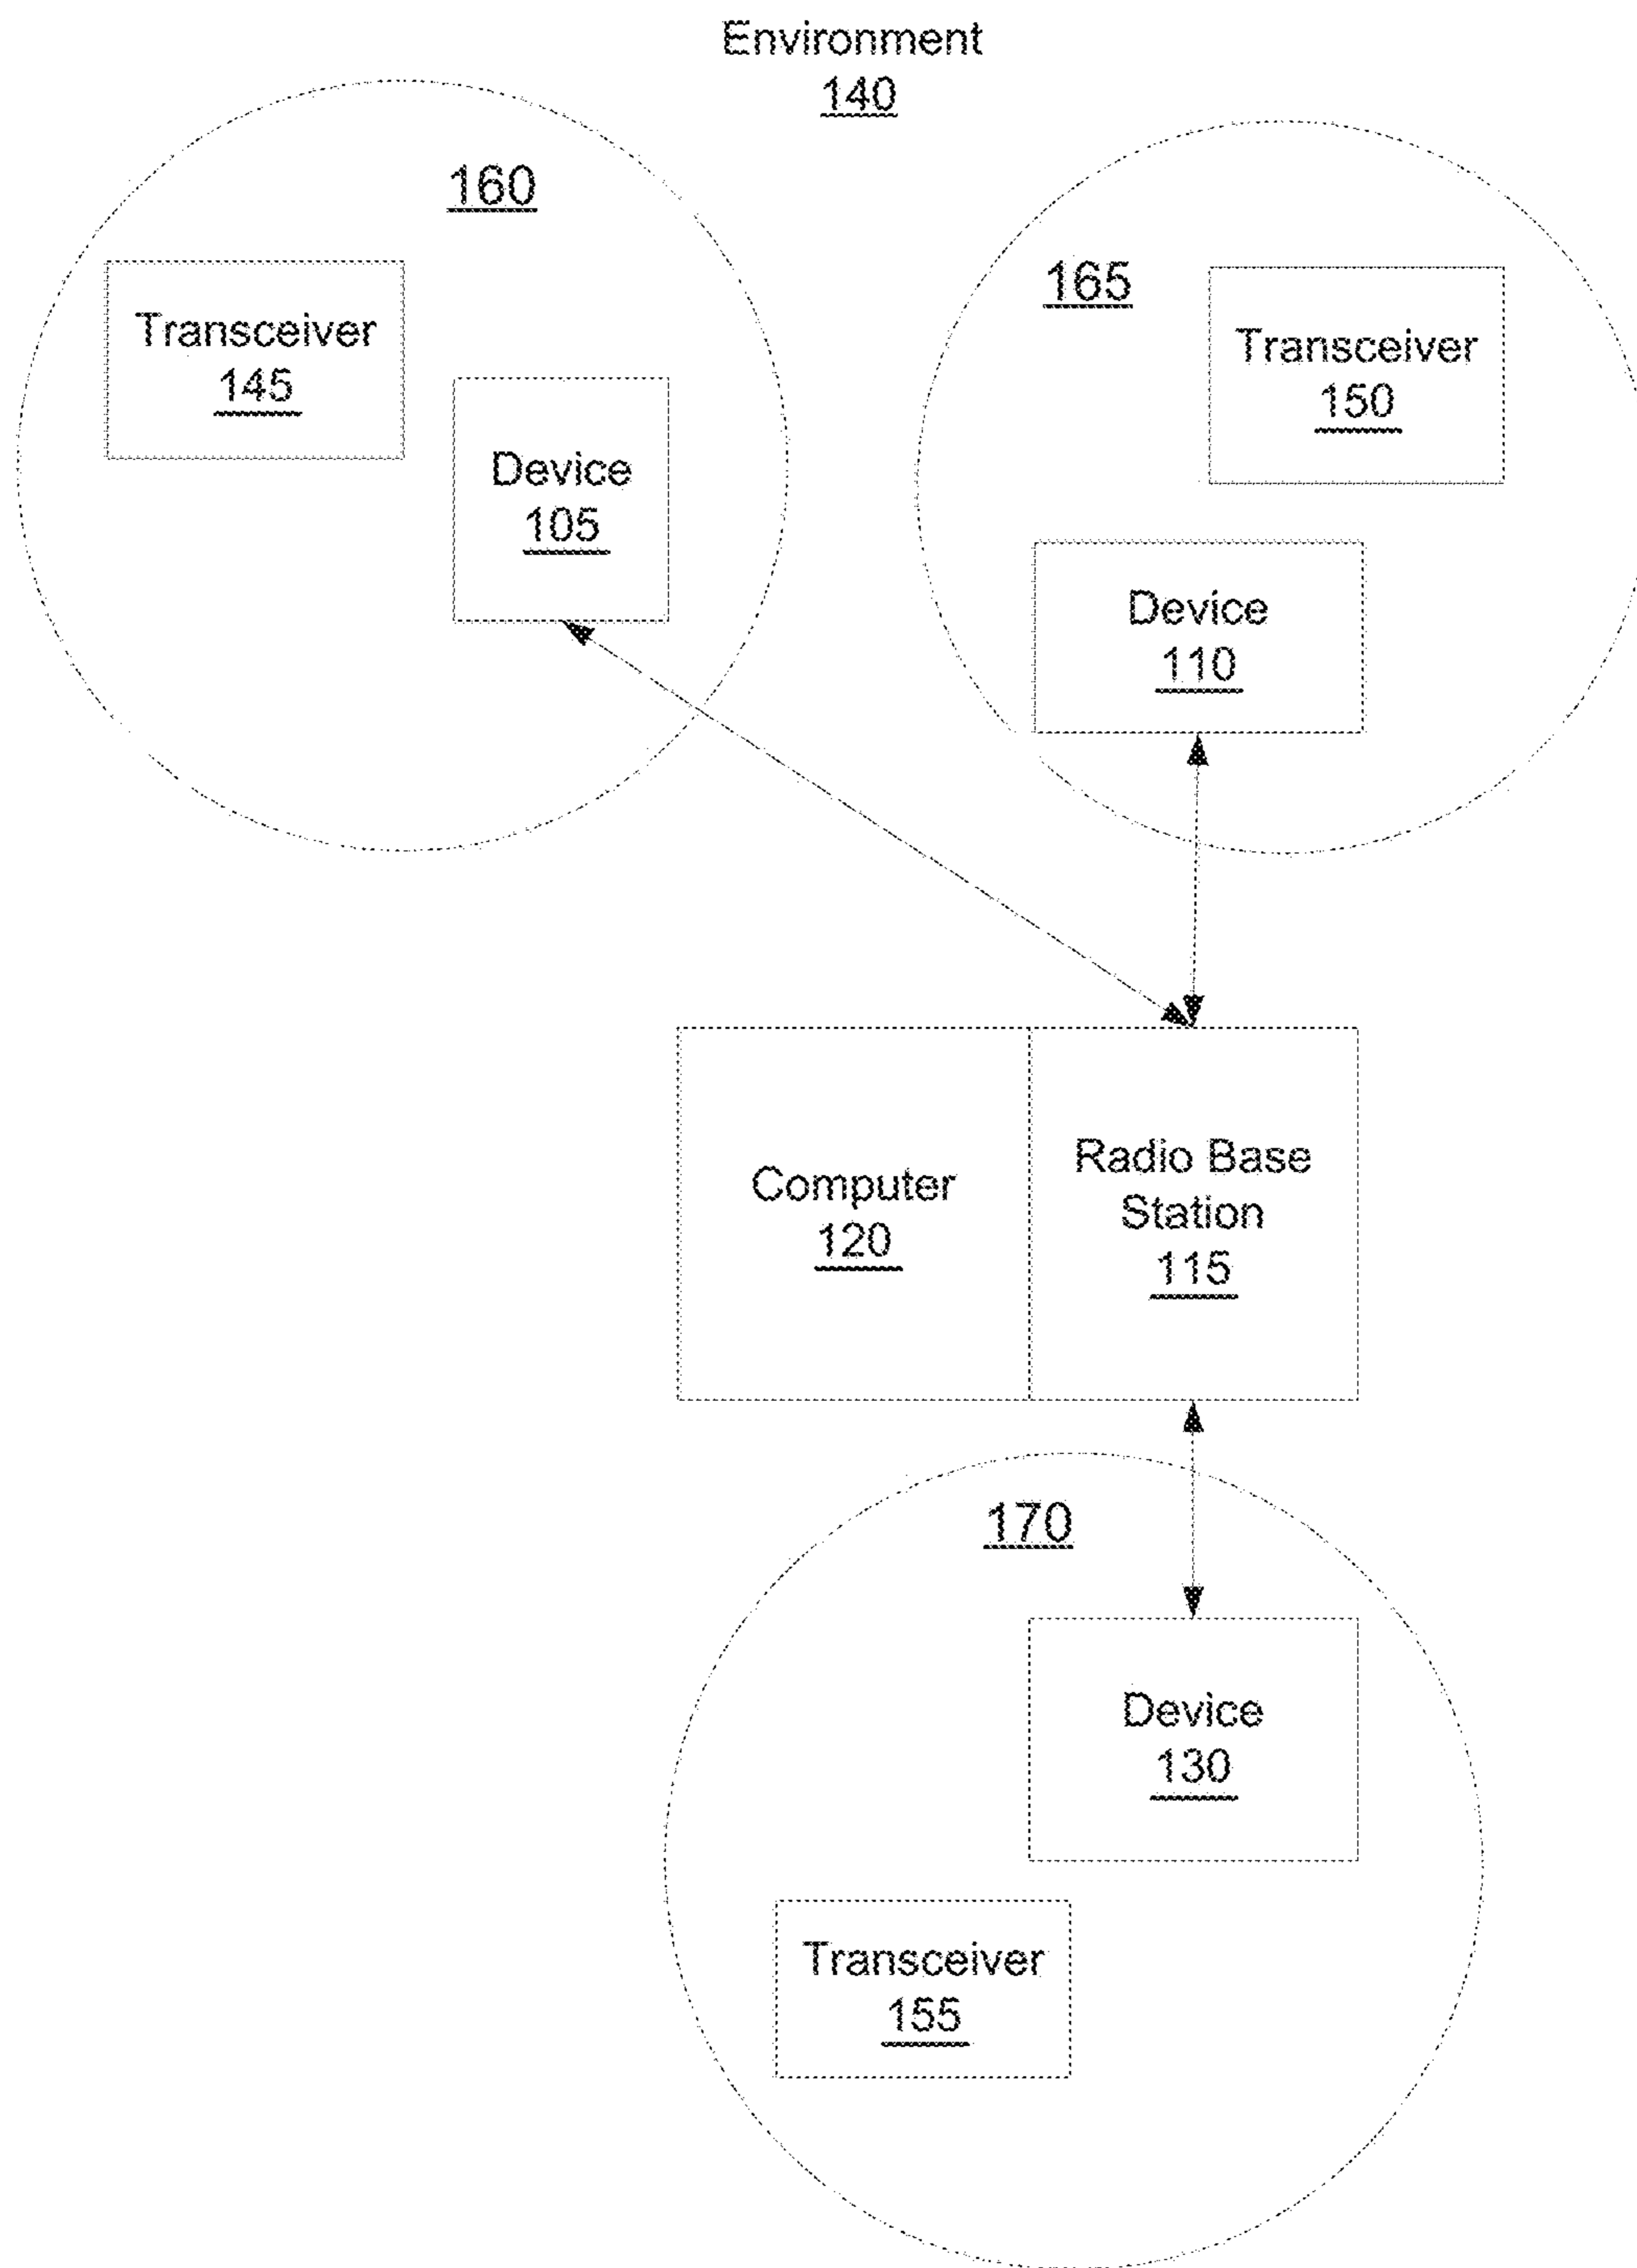 Environment
140
160
Transceiver
145
Device
105
165
Transceiver
150
Device
110
Computer
120
Radio Base
Station
115
170
Device
130
Transceiver
155